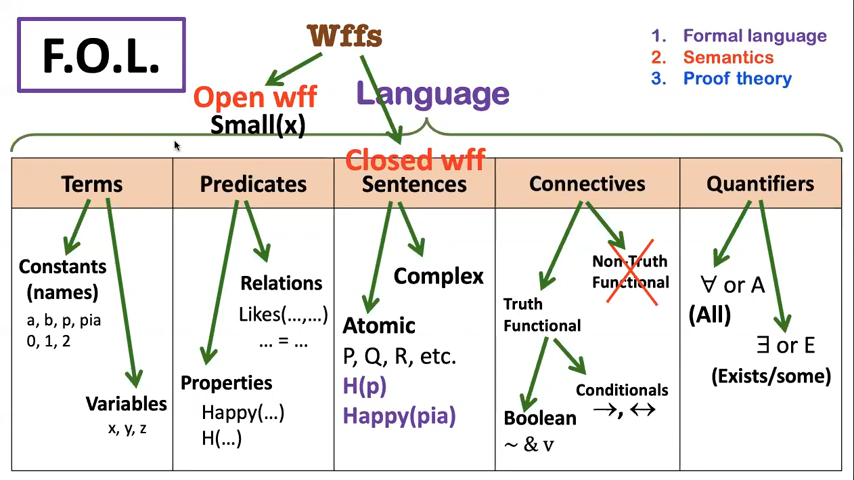 F.O.L.
Wffs
1. Formal language
2. Semantics
3. Proof theory
Open wff
Small(x)
Language
Closed wff
Terms
Predicates
Sentences
Connectives
Quantifiers
Constants
(names)
a, b, p, pia
0, 1, 2
Variables
x, y, z
Relations
Likes(…,…)
… = …
Properties
Happy(…)
H(…)
Complex
Atomic
P, Q, R, etc.
H(p)
Happy(pia)
Non-Truth
Functional
Truth
Functional
Conditionals
→, ↔
Boolean
~ & v
∀ or A
(All)
∃ or E
(Exists/some)